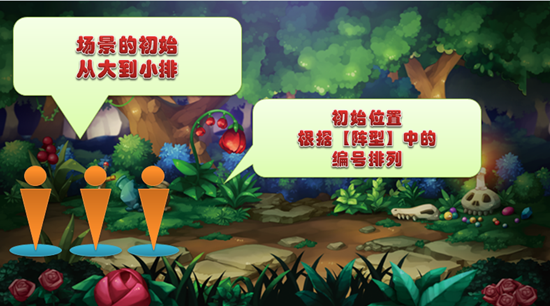 场景的初始
从大到小排
初始位置
根据【阵型】中的
编号排列